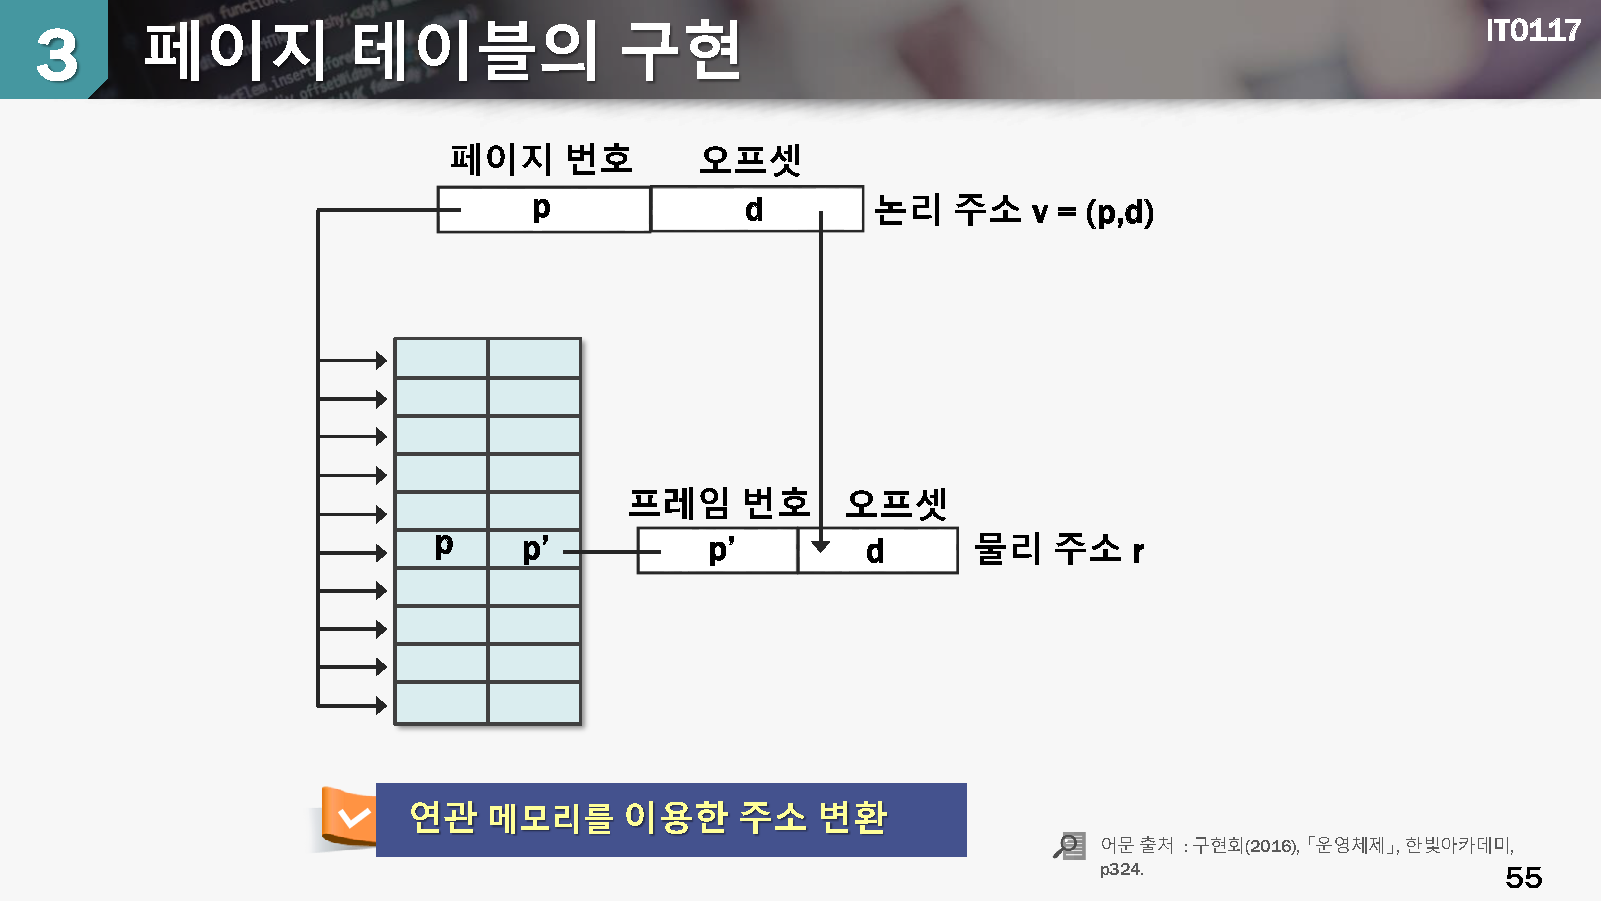 3 페이지 테이블의 구현
IT0117
페이지 번호 오프셋
p d 논리 주소 v = (p,d)
프레임 번호 오프셋
p p’ p’ d 물리 주소 r
연관 메모리를 이용한 주소 변환
어문 출처 : 구현회(2016), 「운영체제」, 한빛아카데미,
p324.
55